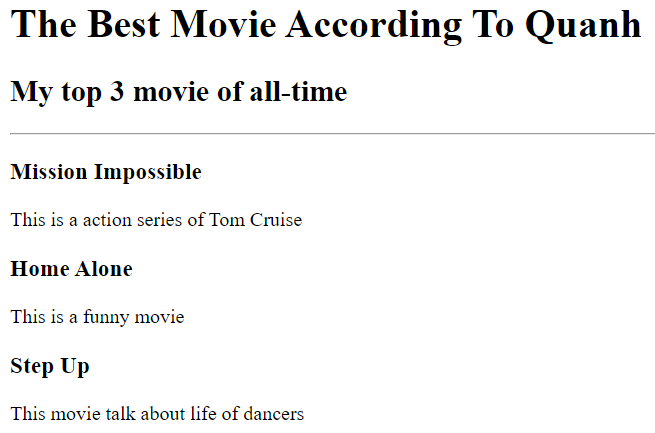 The Best Movie According To Quanh
My top 3 movie of all-time
Mission Impossible
This is a action series of Tom Cruise
Home Alone
This is a funny movie
Step Up
This movie talk about life of dancers